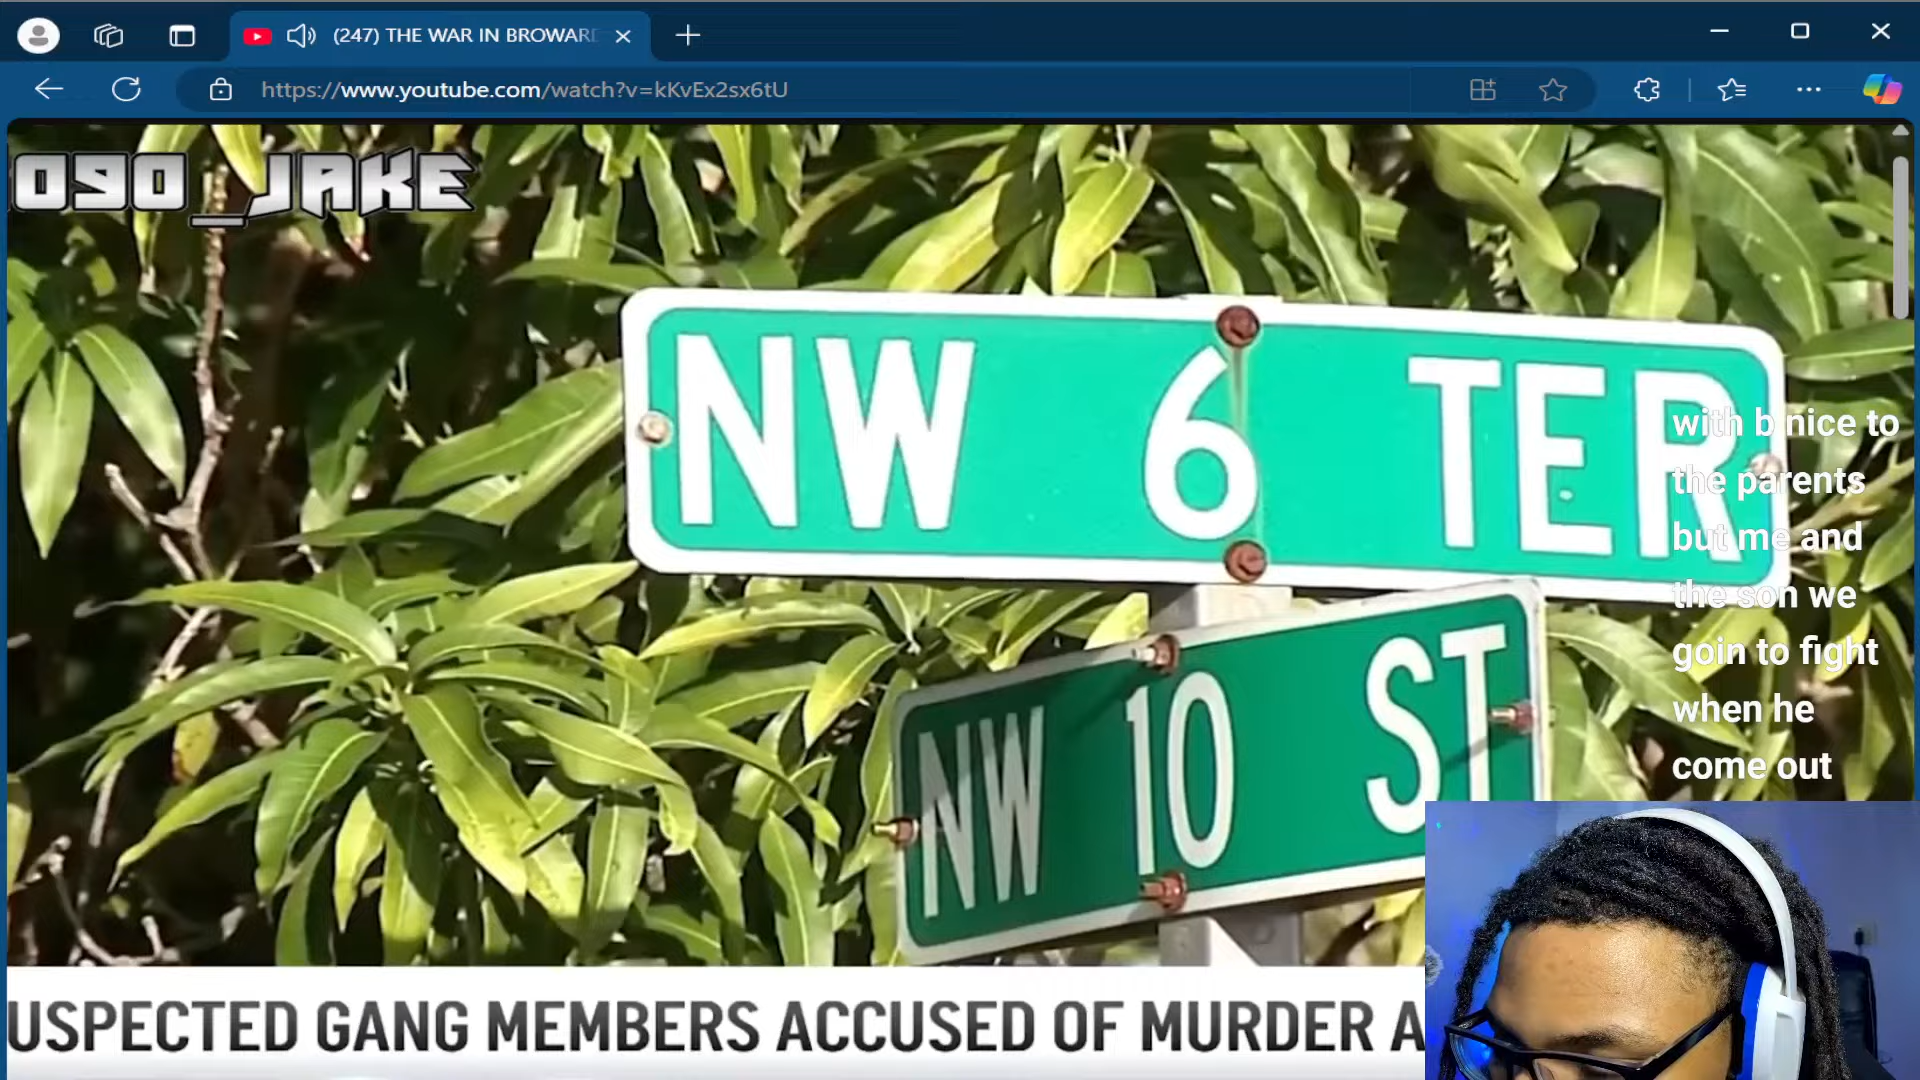 (247) THE WAR IN BROWARD
https://www.youtube.com/watch?v=kKvEx2sx6tU
090_JAKE
NW 6 TER
NW 10 ST
with b nice to
the parents
but me and
the son we
goin to fight
when he
come out
USPECTED GANG MEMBERS ACCUSED OF MURDER A